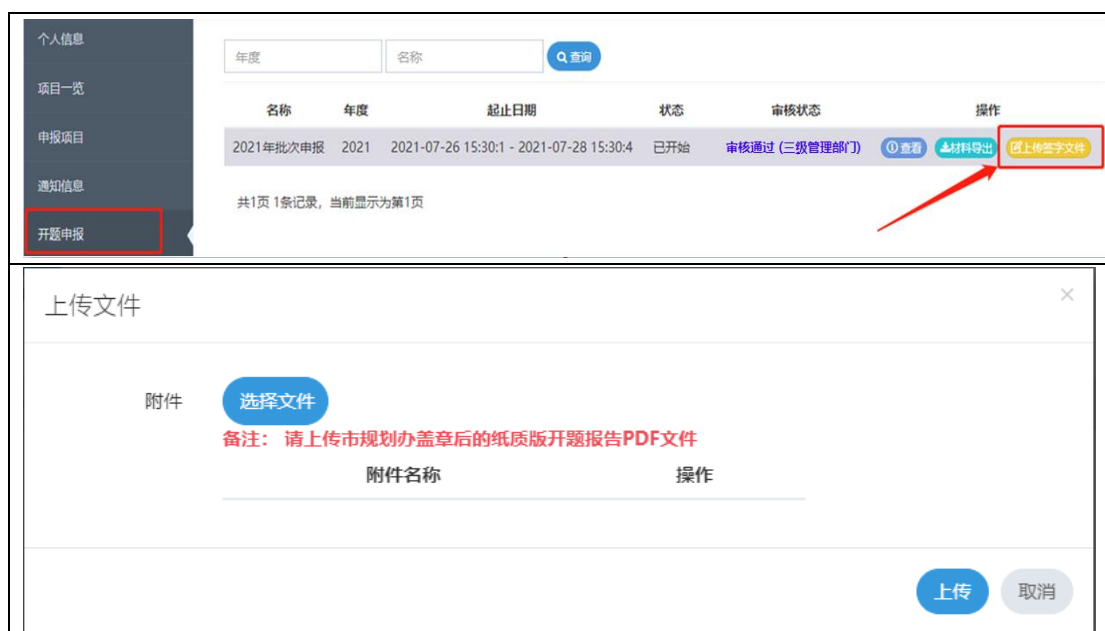 个人信息
项目一览
申报项目
通知信息
开题申报
年度 名称 查询
名称 年度 起止日期 状态 审核状态 操作
2021年批次申报 2021 2021-07-26 15:30:1 - 2021-07-28 15:30:4 已开始 审核通过 (三级管理部门) 查看 材料导出 上传签字文件
共1页 1条记录，当前显示为第1页
上传文件 ×
附件 选择文件
备注： 请上传市规划办盖章后的纸质版开题报告PDF文件
附件名称 操作
上传 取消